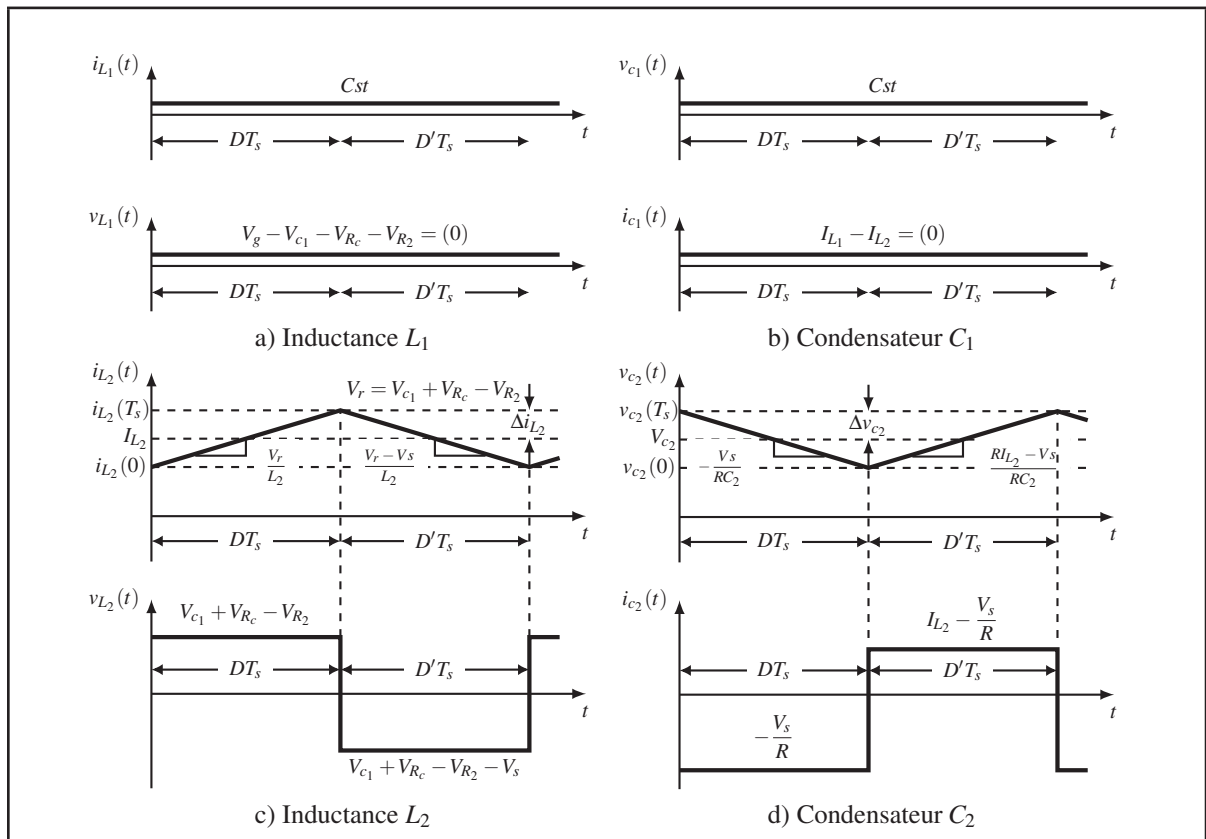 i_{L_1}(t)
Cst
DT_s
D′T_s
t
v_{L_1}(t)
V_g − V_{c_1} − V_{R_c} − V_{R_2} = (0)
DT_s
D′T_s
t
a) Inductance L_1
v_{c_1}(t)
Cst
DT_s
D′T_s
t
i_{c_1}(t)
I_{L_1} − I_{L_2} = (0)
DT_s
D′T_s
t
b) Condensateur C_1
i_{L_2}(t)
V_r = V_{c_1} + V_{R_c} − V_{R_2}
i_{L_2}(T_s)
Δi_{L_2}
I_{L_2}
i_{L_2}(0)
V_r/L_2
V_r − Vs/L_2
DT_s
D′T_s
t
v_{L_2}(t)
V_{c_1} + V_{R_c} − V_{R_2}
DT_s
D′T_s
t
V_{c_1} + V_{R_c} − V_{R_2} − V_s
c) Inductance L_2
v_{c_2}(t)
v_{c_2}(T_s)
Δv_{c_2}
V_{c_2}
v_{c_2}(0)
−Vs/RC_2
RI_{L_2} − Vs/RC_2
DT_s
D′T_s
t
i_{c_2}(t)
I_{L_2} − V_s/R
DT_s
D′T_s
t
−V_s/R
d) Condensateur C_2